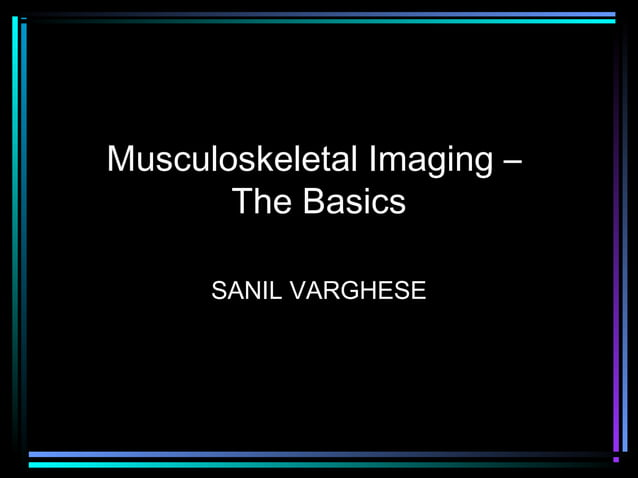 Musculoskeletal Imaging –
The Basics
SANIL VARGHESE